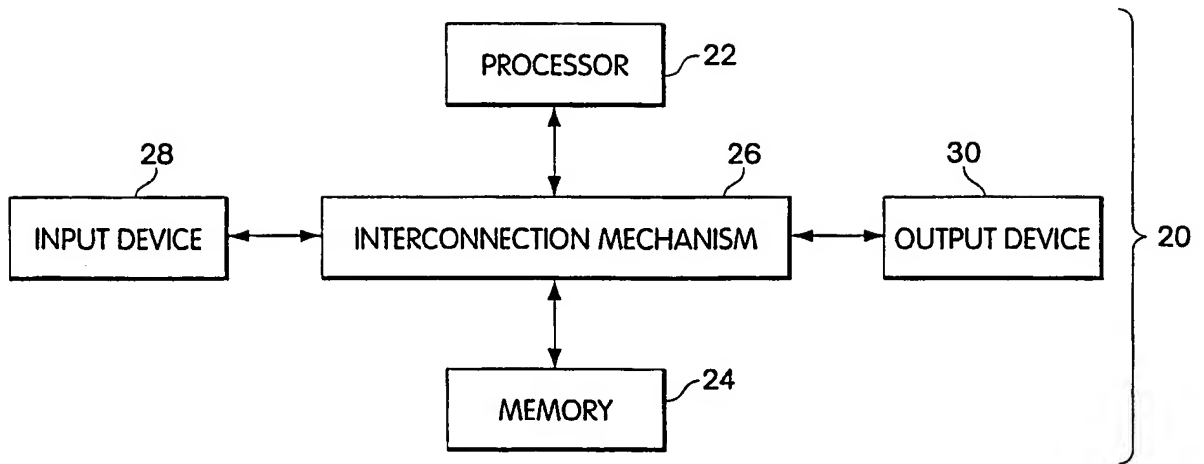 PROCESSOR
22
28
26
30
INPUT DEVICE
INTERCONNECTION MECHANISM
OUTPUT DEVICE
20
MEMORY
24